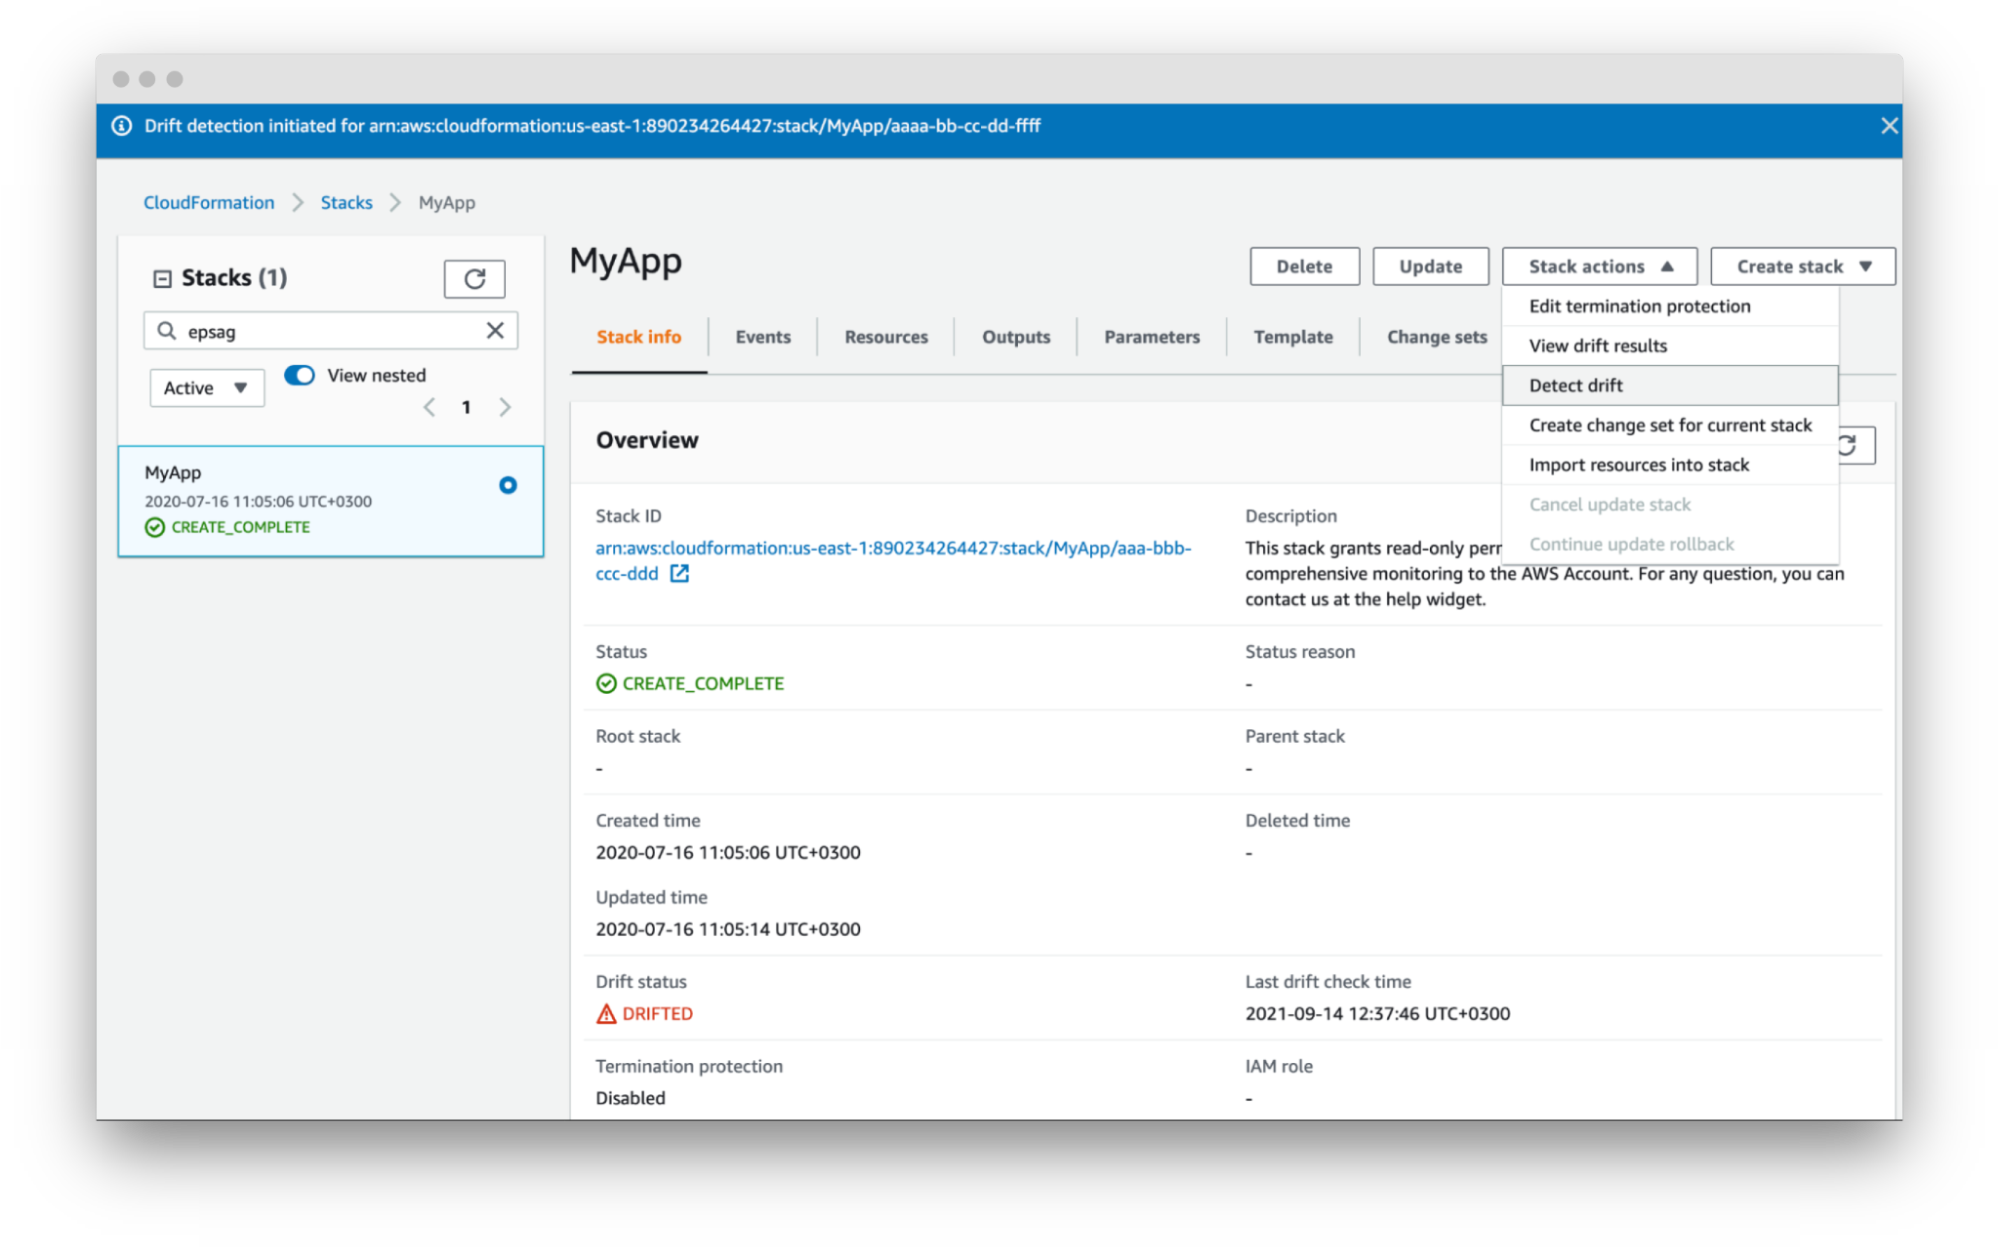 Drift detection initiated for arn:aws:cloudformation:us-east-1:890234264427:stack/MyApp/aaaa-bb-cc-dd-ffff
CloudFormation > Stacks > MyApp
Stacks (1)
epsag
Active
View nested
1
MyApp
2020-07-16 11:05:06 UTC+0300
CREATE_COMPLETE
MyApp
Delete
Update
Stack actions
Create stack
Edit termination protection
View drift results
Detect drift
Create change set for current stack
Import resources into stack
Cancel update stack
Continue update rollback
Stack info
Events
Resources
Outputs
Parameters
Template
Change sets
Overview
Stack ID
arn:aws:cloudformation:us-east-1:890234264427:stack/MyApp/aaa-bbb-
ccc-ddd
Description
This stack grants read-only
comprehensive monitoring to the AWS Account. For any question, you can
contact us at the help widget.
Status
CREATE_COMPLETE
Status reason
-
Root stack
-
Parent stack
-
Created time
2020-07-16 11:05:06 UTC+0300
Deleted time
-
Updated time
2020-07-16 11:05:14 UTC+0300
Drift status
DRIFTED
Last drift check time
2021-09-14 12:37:46 UTC+0300
Termination protection
Disabled
IAM role
-